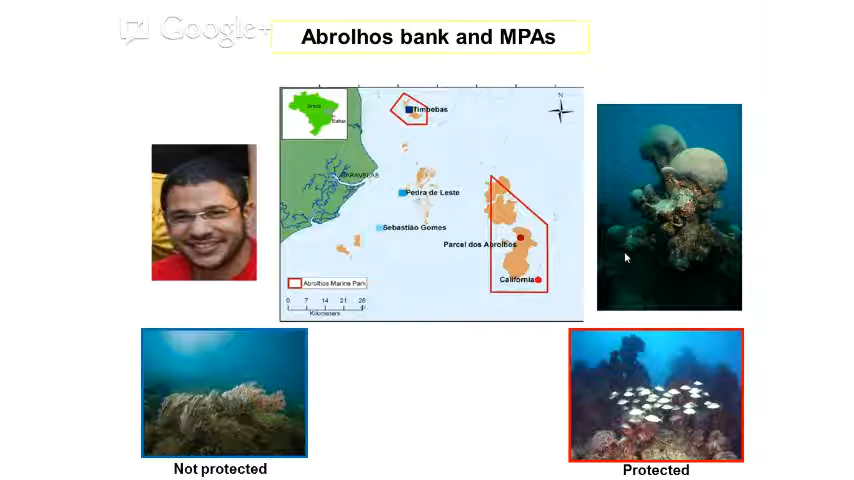 Google+
Abrolhos bank and MPAs
N
Brazil
Bahia
Timbebas
CARAVELAS
Pedra de Leste
Sebastião Gomes
Parcel dos Abrolhos
California
Abrolhos Marine Park
0 7 14 21 28
Kilometers
Not protected
Protected